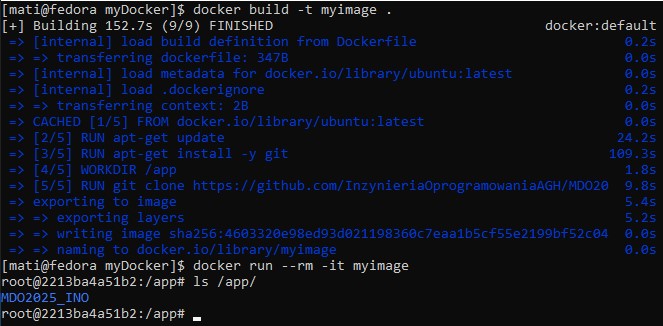 [mati@fedora myDocker]$ docker build -t myimage .
[+] Building 152.7s (9/9) FINISHED docker:default
=> [internal] load build definition from Dockerfile 0.2s
=> => transferring dockerfile: 347B 0.0s
=> [internal] load metadata for docker.io/library/ubuntu:latest 0.0s
=> [internal] load .dockerignore 0.2s
=> => transferring context: 2B 0.0s
=> CACHED [1/5] FROM docker.io/library/ubuntu:latest 0.0s
=> [2/5] RUN apt-get update 24.2s
=> [3/5] RUN apt-get install -y git 109.3s
=> [4/5] WORKDIR /app 1.8s
=> [5/5] RUN git clone https://github.com/InzynieriaOprogramowaniaAGH/MDO20 9.8s
=> exporting to image 5.4s
=> => exporting layers 5.2s
=> => writing image sha256:4603320e98ed93d021198360c7eaa1b5cf55e2199bf52c04 0.0s
=> => naming to docker.io/library/myimage 0.0s
[mati@fedora myDocker]$ docker run --rm -it myimage
root@2213ba4a51b2:/app# ls /app/
MDO2025_INO
root@2213ba4a51b2:/app#